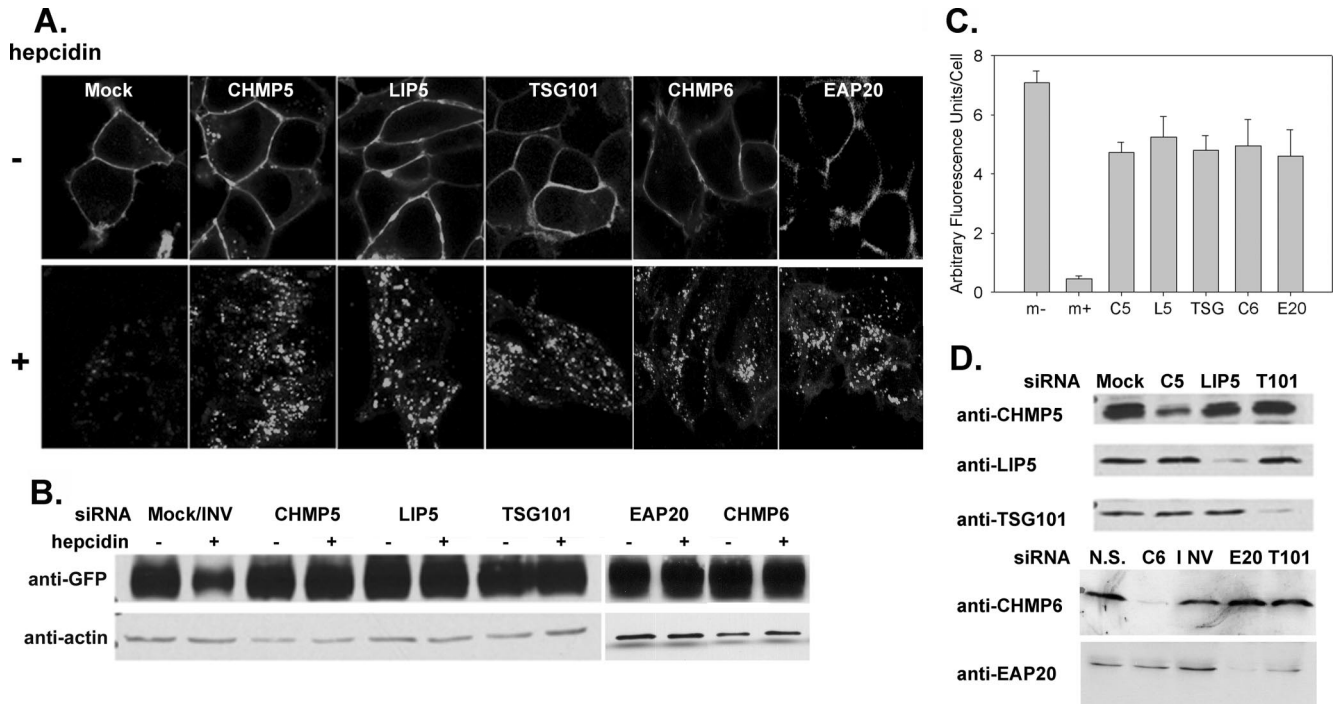 A.
hepcidin
Mock CHMP5 LIP5 TSG101 CHMP6 EAP20
-
+
B.
siRNA Mock/INV CHMP5 LIP5 TSG101 EAP20 CHMP6
hepcidin - + - + - + - + - + - +
anti-GFP
anti-actin
C.
Arbitrary Fluorescence Units/Cell
8
6
4
2
0
m- m+ C5 L5 TSG C6 E20
D.
siRNA Mock C5 LIP5 T101
anti-CHMP5
anti-LIP5
anti-TSG101
siRNA N.S. C6 I NV E20 T101
anti-CHMP6
anti-EAP20